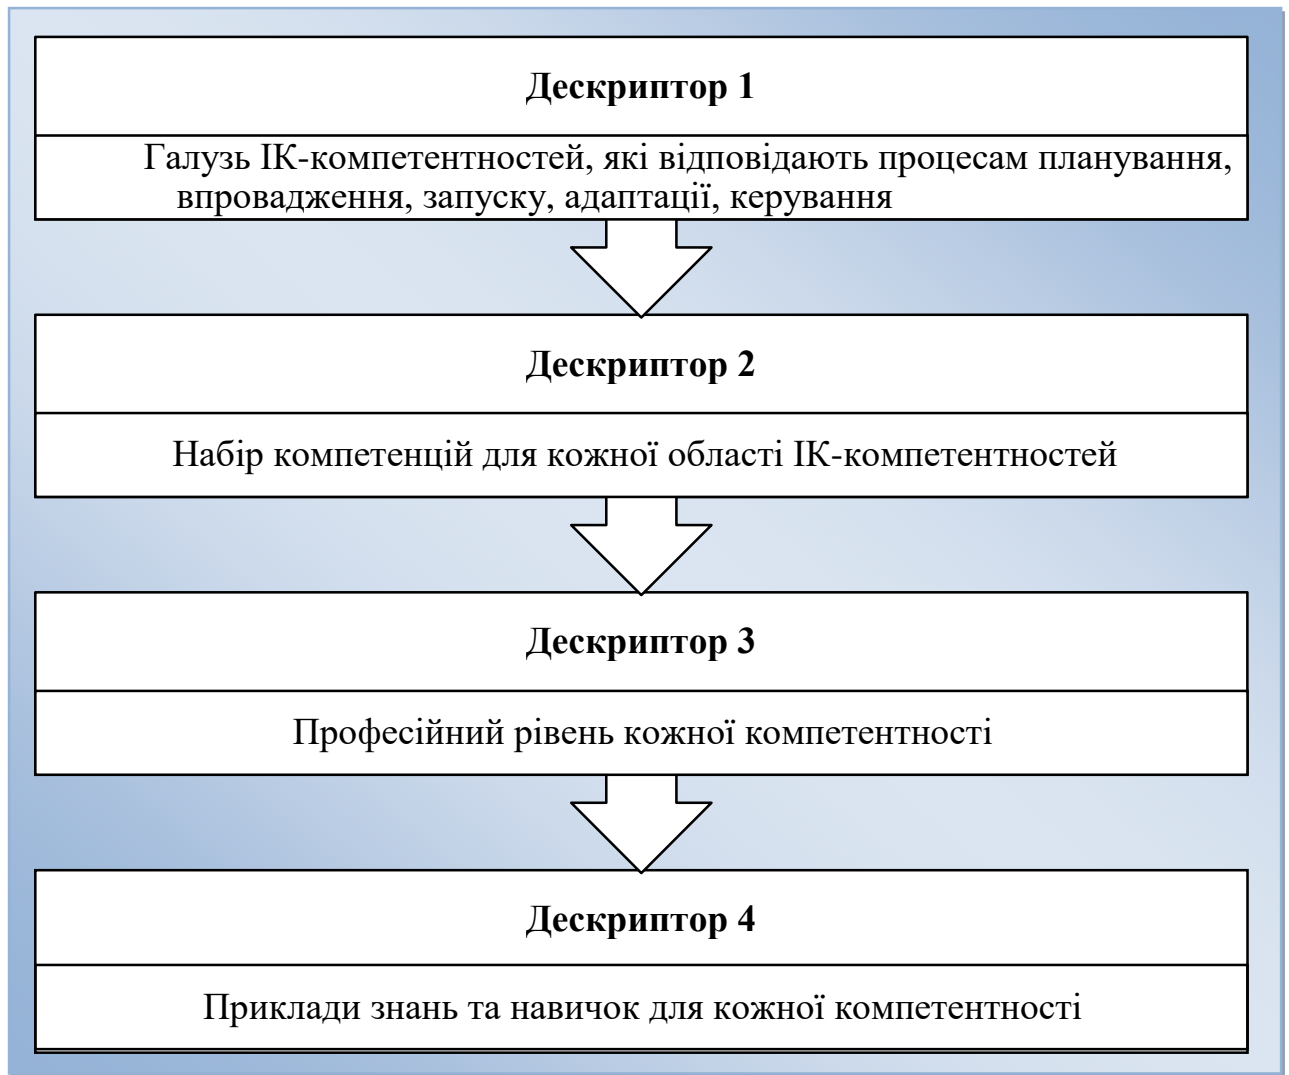 Дескриптор 1
Галузь ІК-компетентностей, які відповідають процесам планування,
впровадження, запуску, адаптації, керування
Дескриптор 2
Набір компетенцій для кожної області ІК-компетентностей
Дескриптор 3
Професійний рівень кожної компетентності
Дескриптор 4
Приклади знань та навичок для кожної компетентності